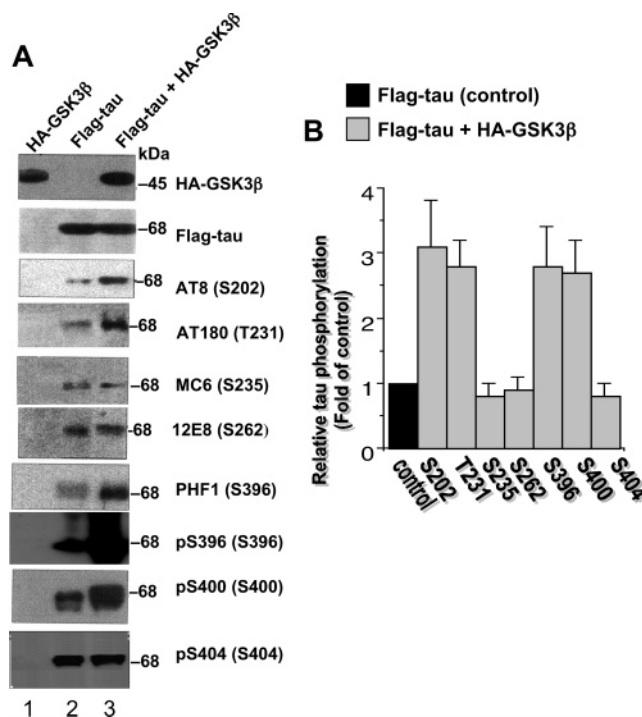 A
HA-GSK3β
Flag-tau
Flag-tau + HA-GSK3β
kDa
–45 HA-GSK3β
–68 Flag-tau
–68 AT8 (S202)
–68 AT180 (T231)
–68 MC6 (S235)
–68 12E8 (S262)
–68 PHF1 (S396)
–68 pS396 (S396)
–68 pS400 (S400)
–68 pS404 (S404)
1 2 3
Flag-tau (control)
Flag-tau + HA-GSK3β
B
Relative tau phosphorylation
(Fold of control)
4
3
2
1
0
control
S202
T231
S235
S262
S396
S400
S404